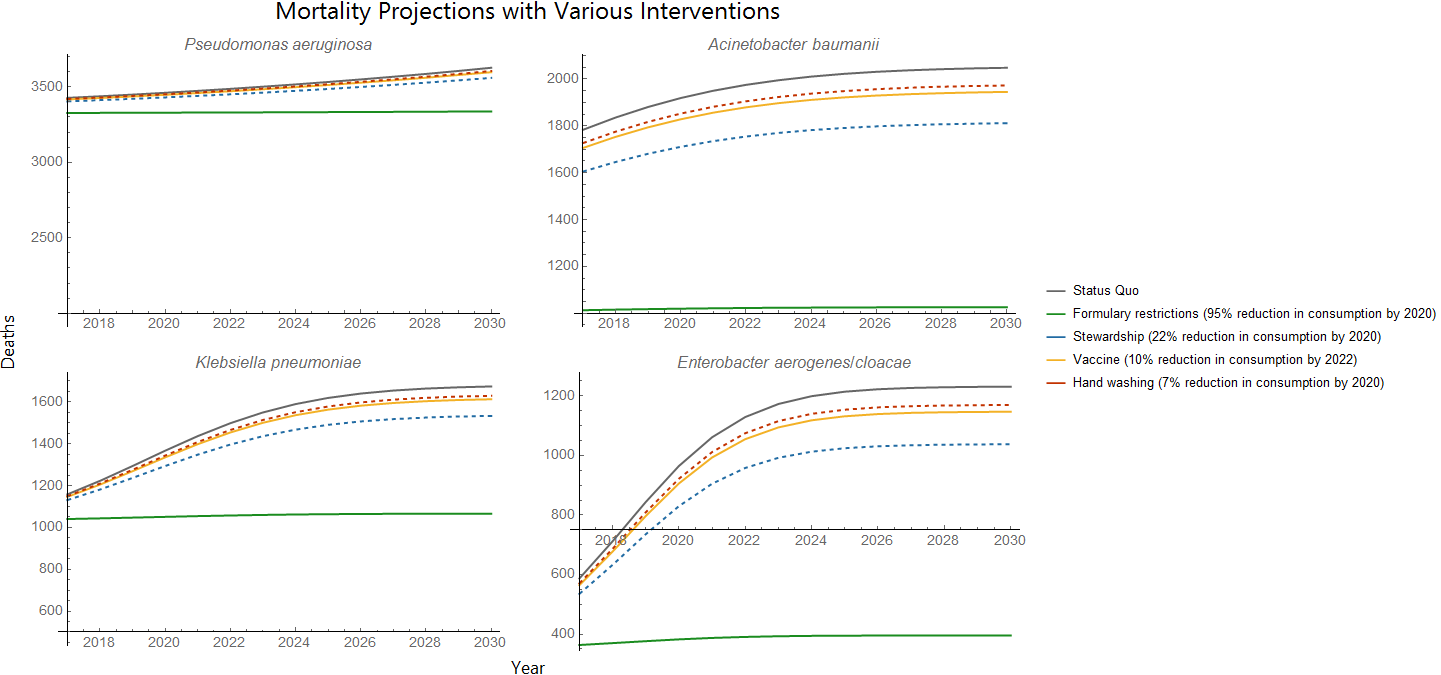 Mortality Projections with Various Interventions
Pseudomonas aeruginosa
3500
3000
2500
2018 2020 2022 2024 2026 2028 2030
Acinetobacter baumanii
2000
1800
1600
1400
1200
2018 2020 2022 2024 2026 2028 2030
Deaths
Klebsiella pneumoniae
1600
1400
1200
1000
800
600
2018 2020 2022 2024 2026 2028 2030
Enterobacter aerogenes/cloacae
1200
1000
800
600
400
2018 2020 2022 2024 2026 2028 2030
Year
Status Quo
Formulary restrictions (95% reduction in consumption by 2020)
Stewardship (22% reduction in consumption by 2020)
Vaccine (10% reduction in consumption by 2022)
Hand washing (7% reduction in consumption by 2020)